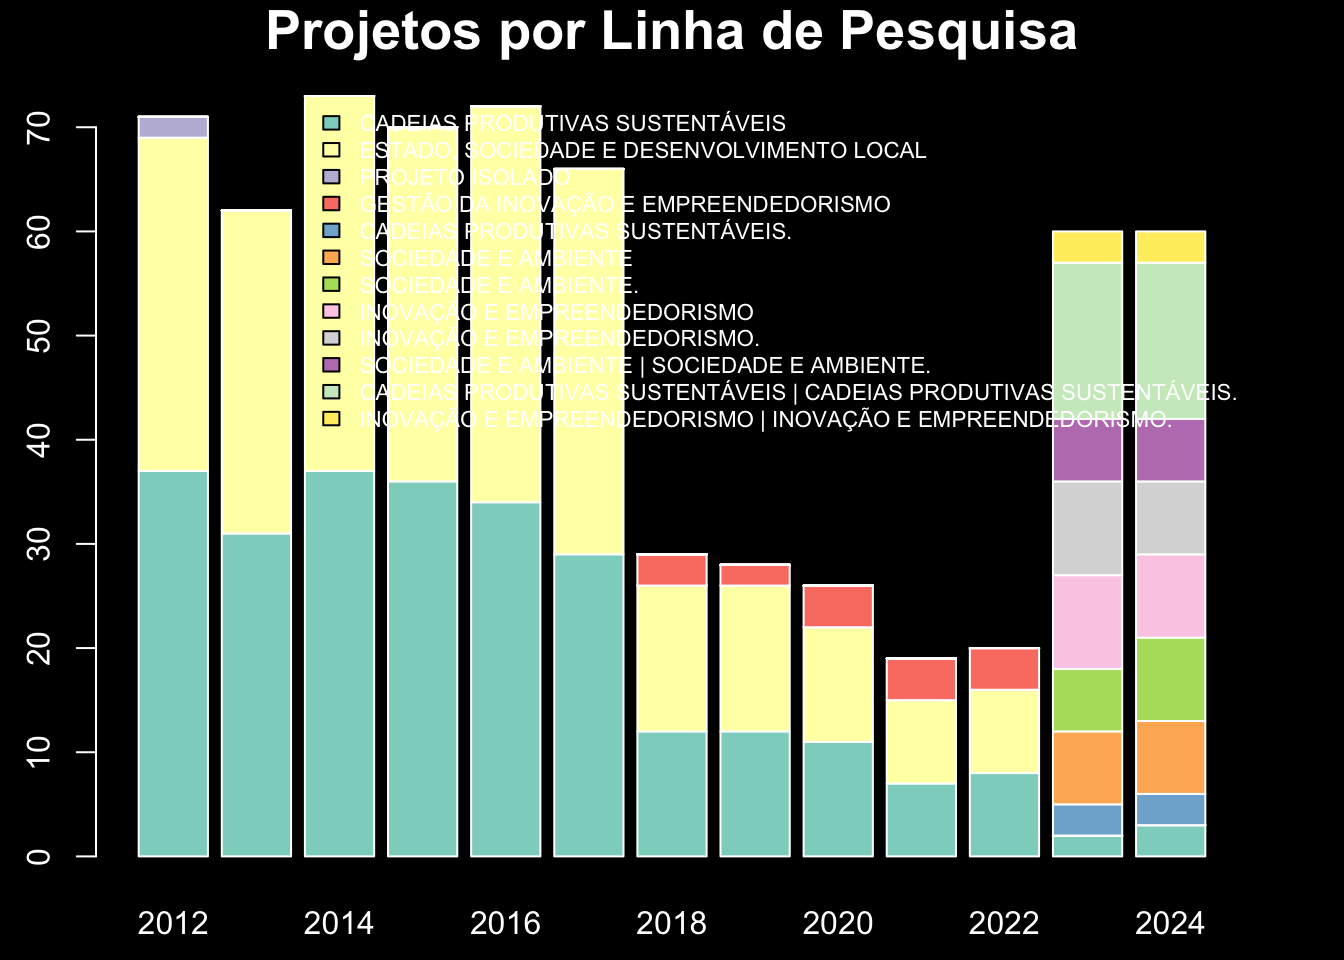 Projetos por Linha de Pesquisa
70
60
50
40
30
20
10
0
CADEIAS PRODUTIVAS SUSTENTÁVEIS
ESTADO, SOCIEDADE E DESENVOLVIMENTO LOCAL
PROJETO ISOLADO
GESTÃO DA INOVAÇÃO E EMPREENDEDORISMO
CADEIAS PRODUTIVAS SUSTENTÁVEIS.
SOCIEDADE E AMBIENTE
SOCIEDADE E AMBIENTE.
INOVAÇÃO E EMPREENDEDORISMO
INOVAÇÃO E EMPREENDEDORISMO.
SOCIEDADE E AMBIENTE | SOCIEDADE E AMBIENTE.
CADEIAS PRODUTIVAS SUSTENTÁVEIS | CADEIAS PRODUTIVAS SUSTENTÁVEIS.
INOVAÇÃO E EMPREENDEDORISMO | INOVAÇÃO E EMPREENDEDORISMO.
2012 2014 2016 2018 2020 2022 2024